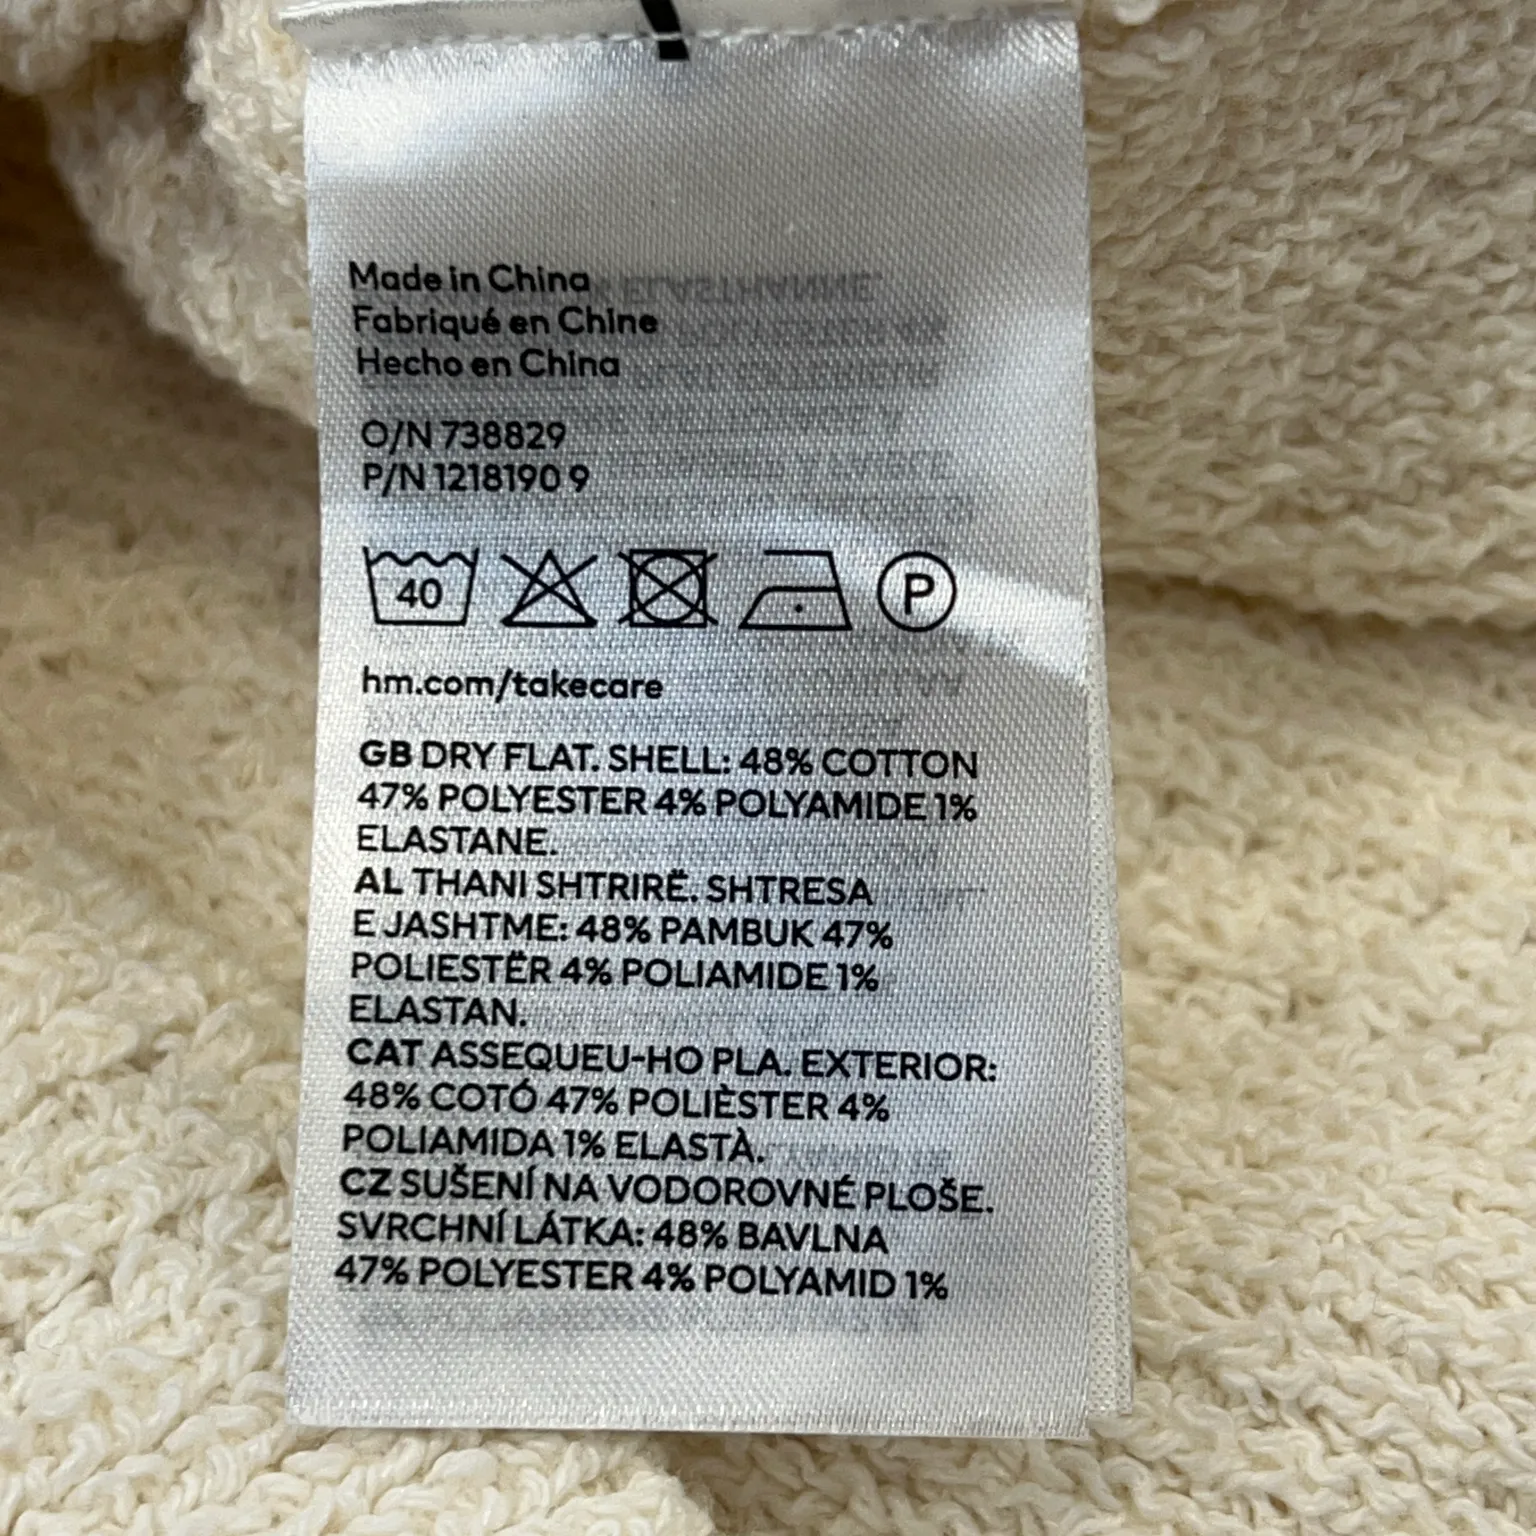 Made in China
Fabriqué en Chine
Hecho en China
O/N 738829
P/N 1218190 9
40 P
hm.com/takecare
GB DRY FLAT. SHELL: 48% COTTON
47% POLYESTER 4% POLYAMIDE 1%
ELASTANE.
AL THANI SHTRIRË. SHTRESA
E JASHTME: 48% PAMBUK 47%
POLIESTËR 4% POLIAMIDE 1%
ELASTAN.
CAT ASSEQUEU-HO PLA. EXTERIOR:
48% COTÓ 47% POLIÈSTER 4%
POLIAMIDA 1% ELASTÀ.
CZ SUŠENÍ NA VODOROVNÉ PLOŠE.
SVRCHNÍ LÁTKA: 48% BAVLNA
47% POLYESTER 4% POLYAMID 1%